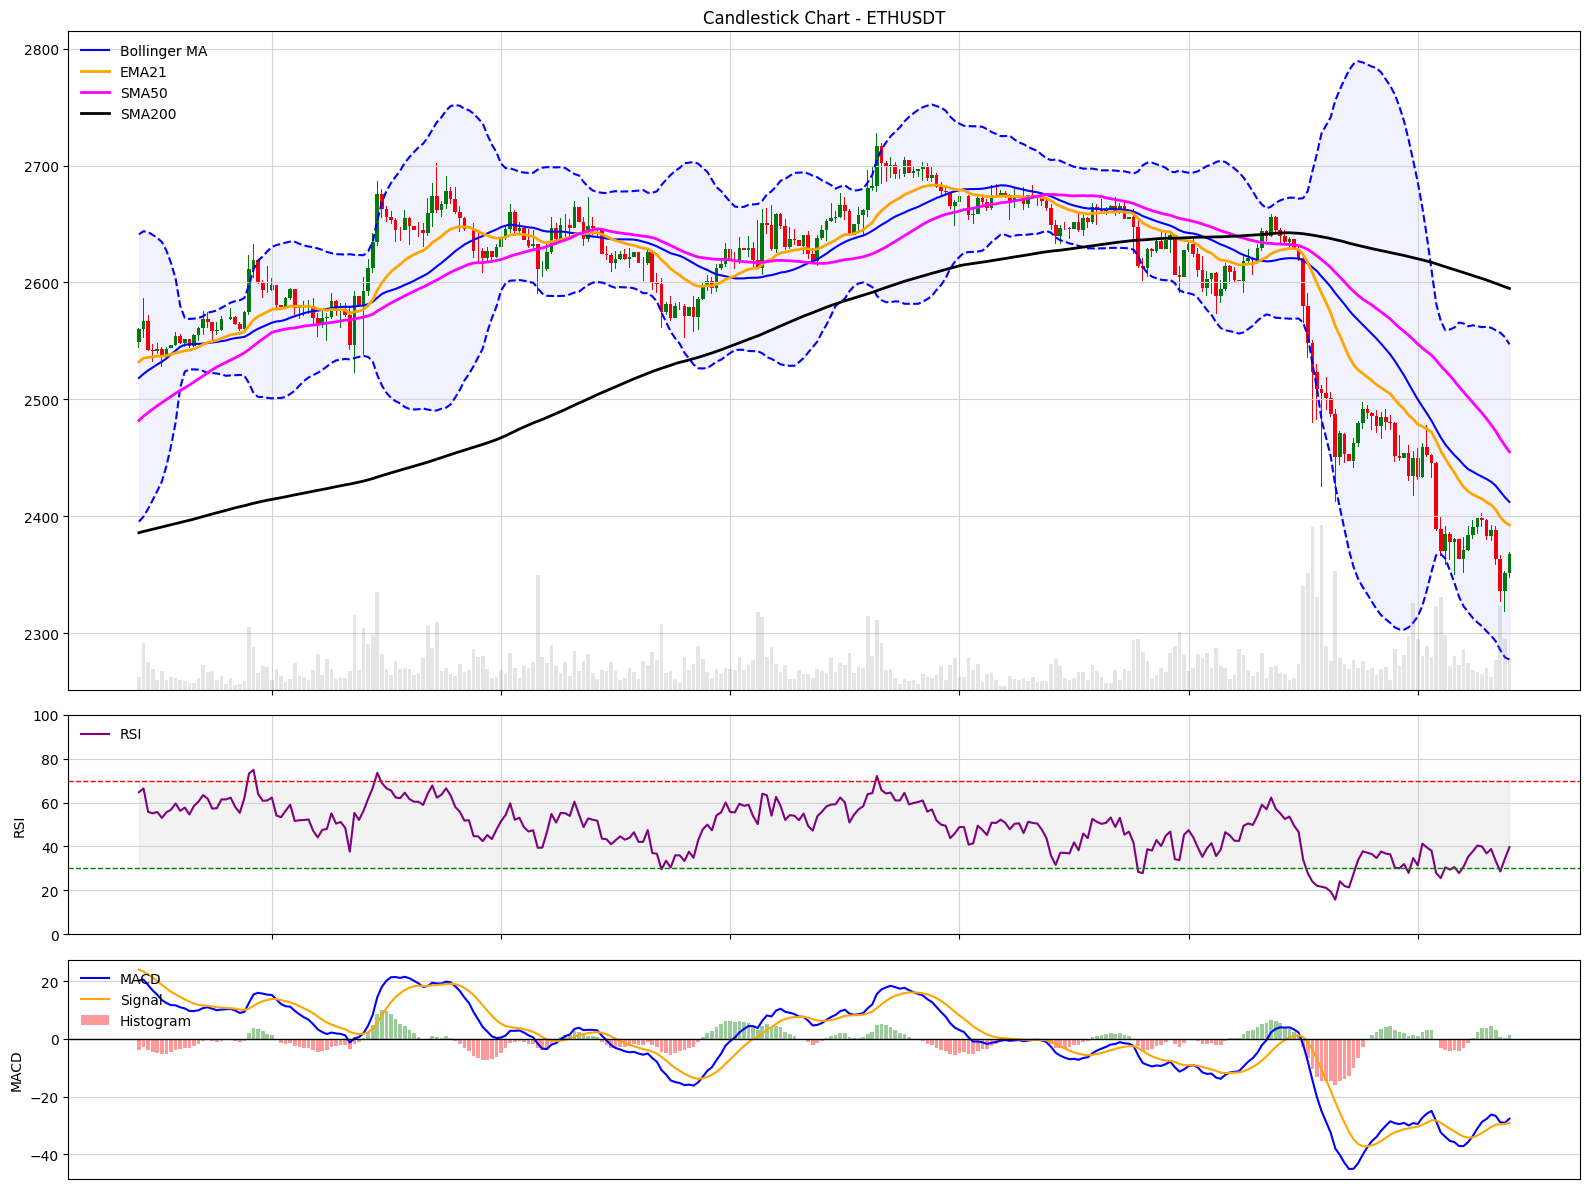 Candlestick Chart - ETHUSDT
2800
2700
2600
2500
2400
2300
Bollinger MA
EMA21
SMA50
SMA200
100
80
60
40
20
0
RSI
RSI
20
0
−20
−40
MACD
MACD
Signal
Histogram